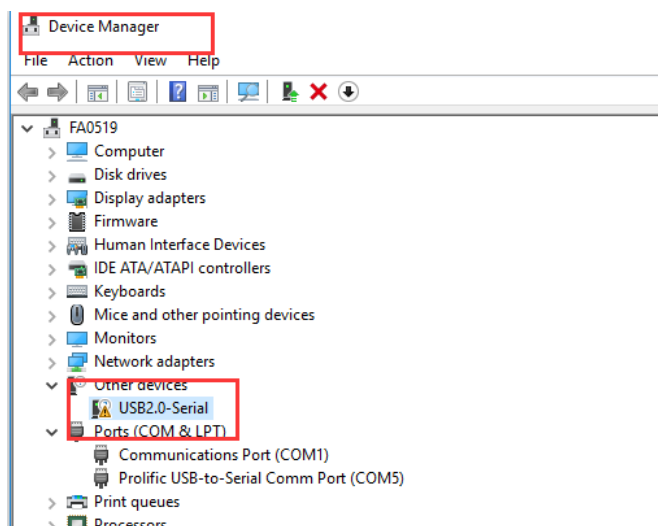 Device Manager
File Action View Help
FA0519
Computer
Disk drives
Display adapters
Firmware
Human Interface Devices
IDE ATA/ATAPI controllers
Keyboards
Mice and other pointing devices
Monitors
Network adapters
Other devices
USB2.0-Serial
Ports (COM & LPT)
Communications Port (COM1)
Prolific USB-to-Serial Comm Port (COM5)
Print queues
Processors